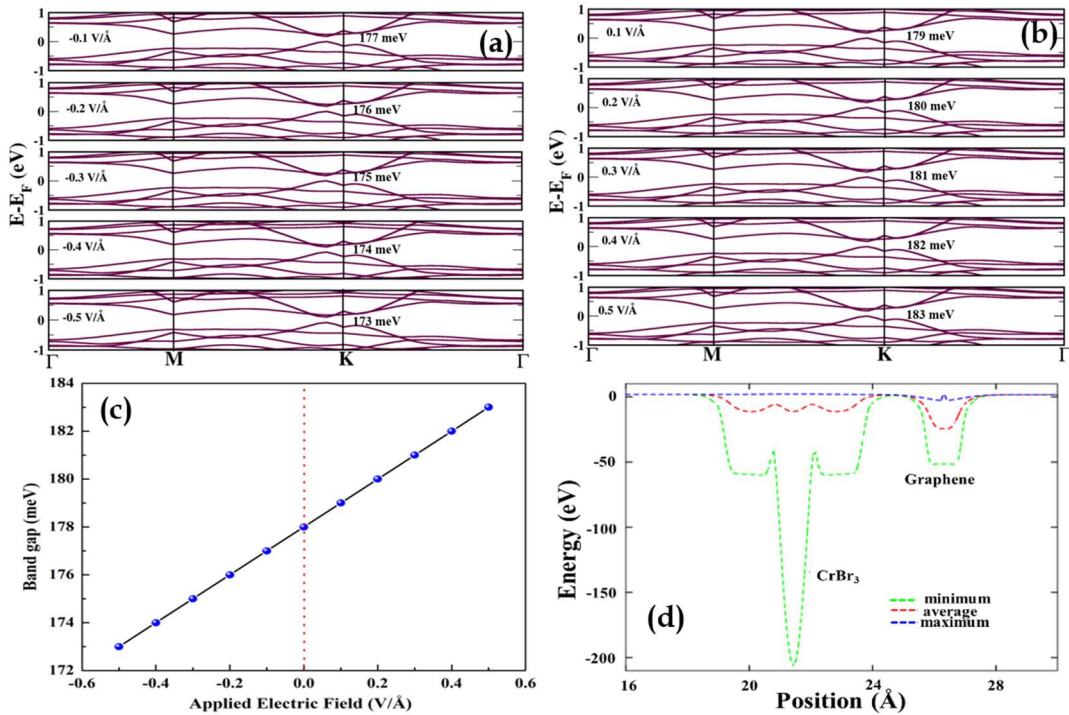 (a)
E-E_F (eV)
-0.1 V/Å
177 meV
1
0
-1
-0.2 V/Å
176 meV
1
0
-1
-0.3 V/Å
175 meV
1
0
-1
-0.4 V/Å
174 meV
1
0
-1
-0.5 V/Å
173 meV
1
0
-1
Γ M K Γ
(b)
E-E_F (eV)
1
0.1 V/Å
179 meV
0
-1
1
0.2 V/Å
180 meV
0
-1
1
0.3 V/Å
181 meV
0
-1
1
0.4 V/Å
182 meV
0
-1
1
0.5 V/Å
183 meV
0
-1
Γ M K Γ
(c)
Band gap (meV)
184
182
180
178
176
174
172
-0.6 -0.4 -0.2 0.0 0.2 0.4 0.6
Applied Electric Field (V/Å)
(d)
Energy (eV)
0
-50
-100
-150
-200
Graphene
CrBr₃
minimum
average
maximum
16 20 24 28
Position (Å)